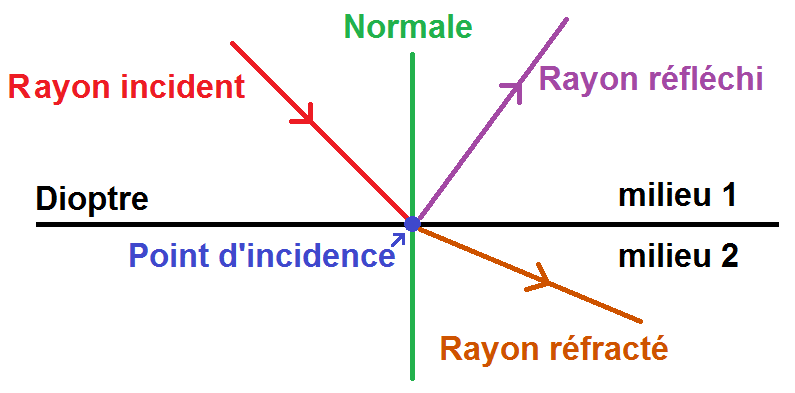 Normale
Rayon incident
Rayon réfléchi
Dioptre
milieu 1
Point d'incidence
milieu 2
Rayon réfracté